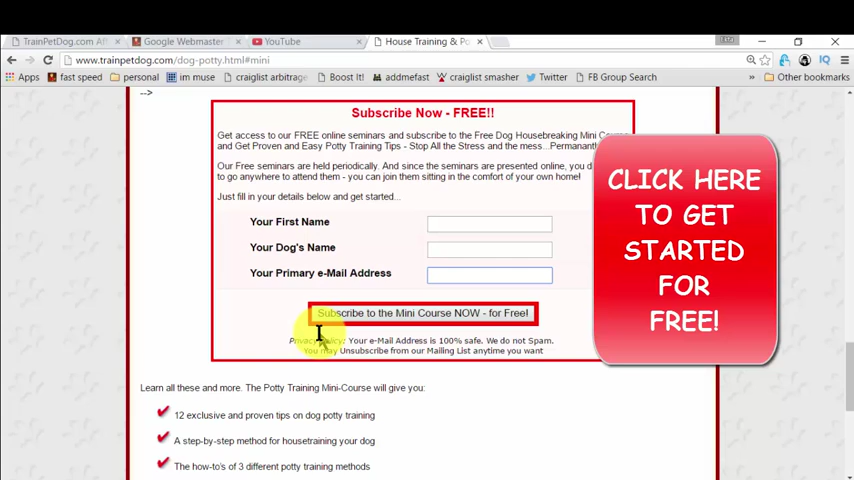 TrainPetDog.com Af
Google Webmaster
YouTube
House Training & Po
www.trainpetdog.com/dog-potty.html#mini
Apps
fast speed
personal
im muse
craiglist arbitrage
Boost It!
addmefast
craiglist smasher
Twitter
FB Group Search
»
Other bookmarks
-->
Subscribe Now - FREE!!
Get access to our FREE online seminars and subscribe to the Free Dog Housebreaking Mini
and Get Proven and Easy Potty Training Tips - Stop All the Stress and the mess...Permanantly
Our Free seminars are held periodically. And since the seminars are presented online, you
to go anywhere to attend them - you can join them sitting in the comfort of your own home!
Just fill in your details below and get started...
Your First Name
Your Dog's Name
Your Primary e-Mail Address
Subscribe to the Mini Course NOW - for Free!
Privacy Policy: Your e-Mail Address is 100% safe. We do not Spam.
You may Unsubscribe from our Mailing List anytime you want
CLICK HERE
TO GET
STARTED
FOR
FREE!
Learn all these and more. The Potty Training Mini-Course will give you:
12 exclusive and proven tips on dog potty training
A step-by-step method for housetraining your dog
The how-to's of 3 different potty training methods